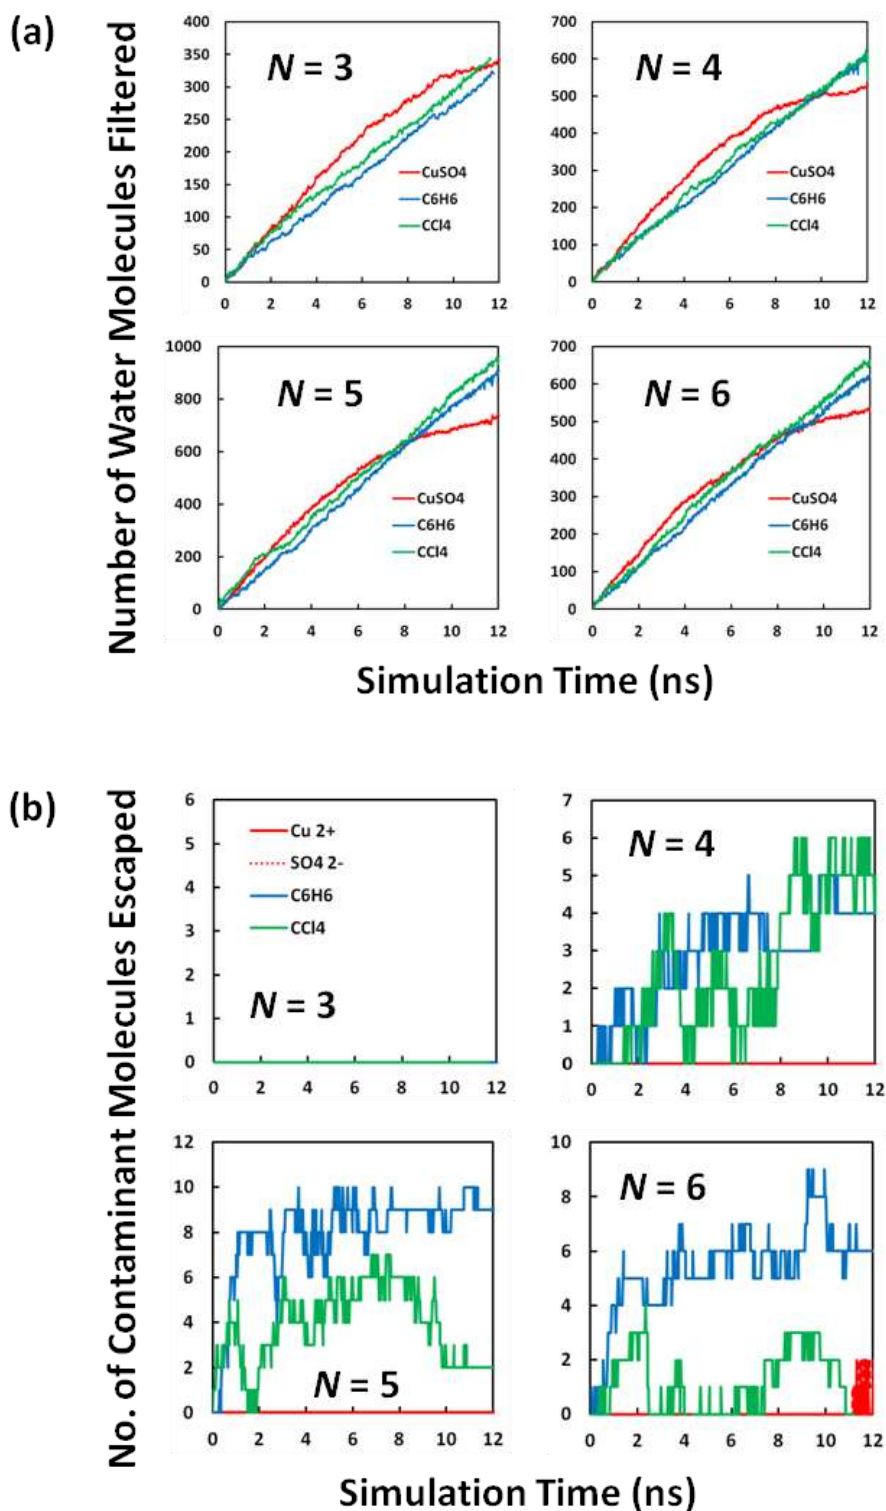 (a)
Number of Water Molecules Filtered
400
350
300
250
200
150
100
50
0
N = 3
CuSO4
C6H6
CCl4
0 2 4 6 8 10 12
700
600
500
400
300
200
100
0
N = 4
CuSO4
C6H6
CCl4
0 2 4 6 8 10 12
1000
800
600
400
200
0
N = 5
CuSO4
C6H6
CCl4
0 2 4 6 8 10 12
700
600
500
400
300
200
100
0
N = 6
CuSO4
C6H6
CCl4
0 2 4 6 8 10 12
Simulation Time (ns)
(b)
No. of Contaminant Molecules Escaped
6
5
4
3
2
1
0
Cu 2+
SO4 2-
C6H6
CCl4
N = 3
0 2 4 6 8 10 12
7
6
5
4
3
2
1
0
N = 4
0 2 4 6 8 10 12
12
10
8
6
4
2
0
N = 5
0 2 4 6 8 10 12
10
8
6
4
2
0
N = 6
0 2 4 6 8 10 12
Simulation Time (ns)